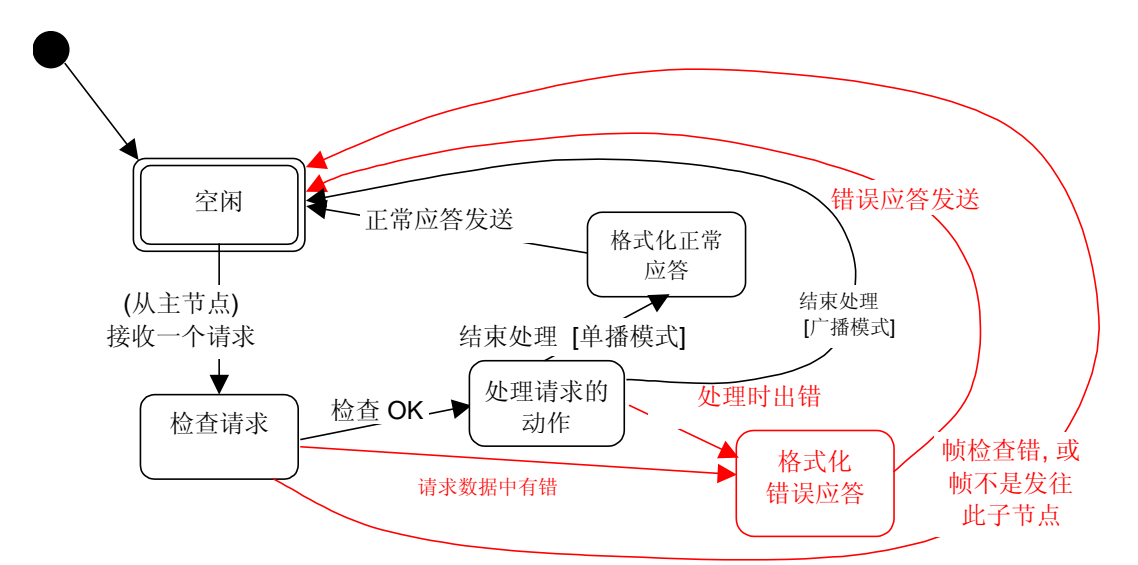 空闲
正常应答发送
错误应答发送
格式化正常
应答
(从主节点)
接收一个请求
结束处理 [单播模式]
结束处理
[广播模式]
检查请求
检查 OK
处理请求的
动作
处理时出错
请求数据中有错
格式化
错误应答
帧检查错, 或
帧不是发往
此子节点